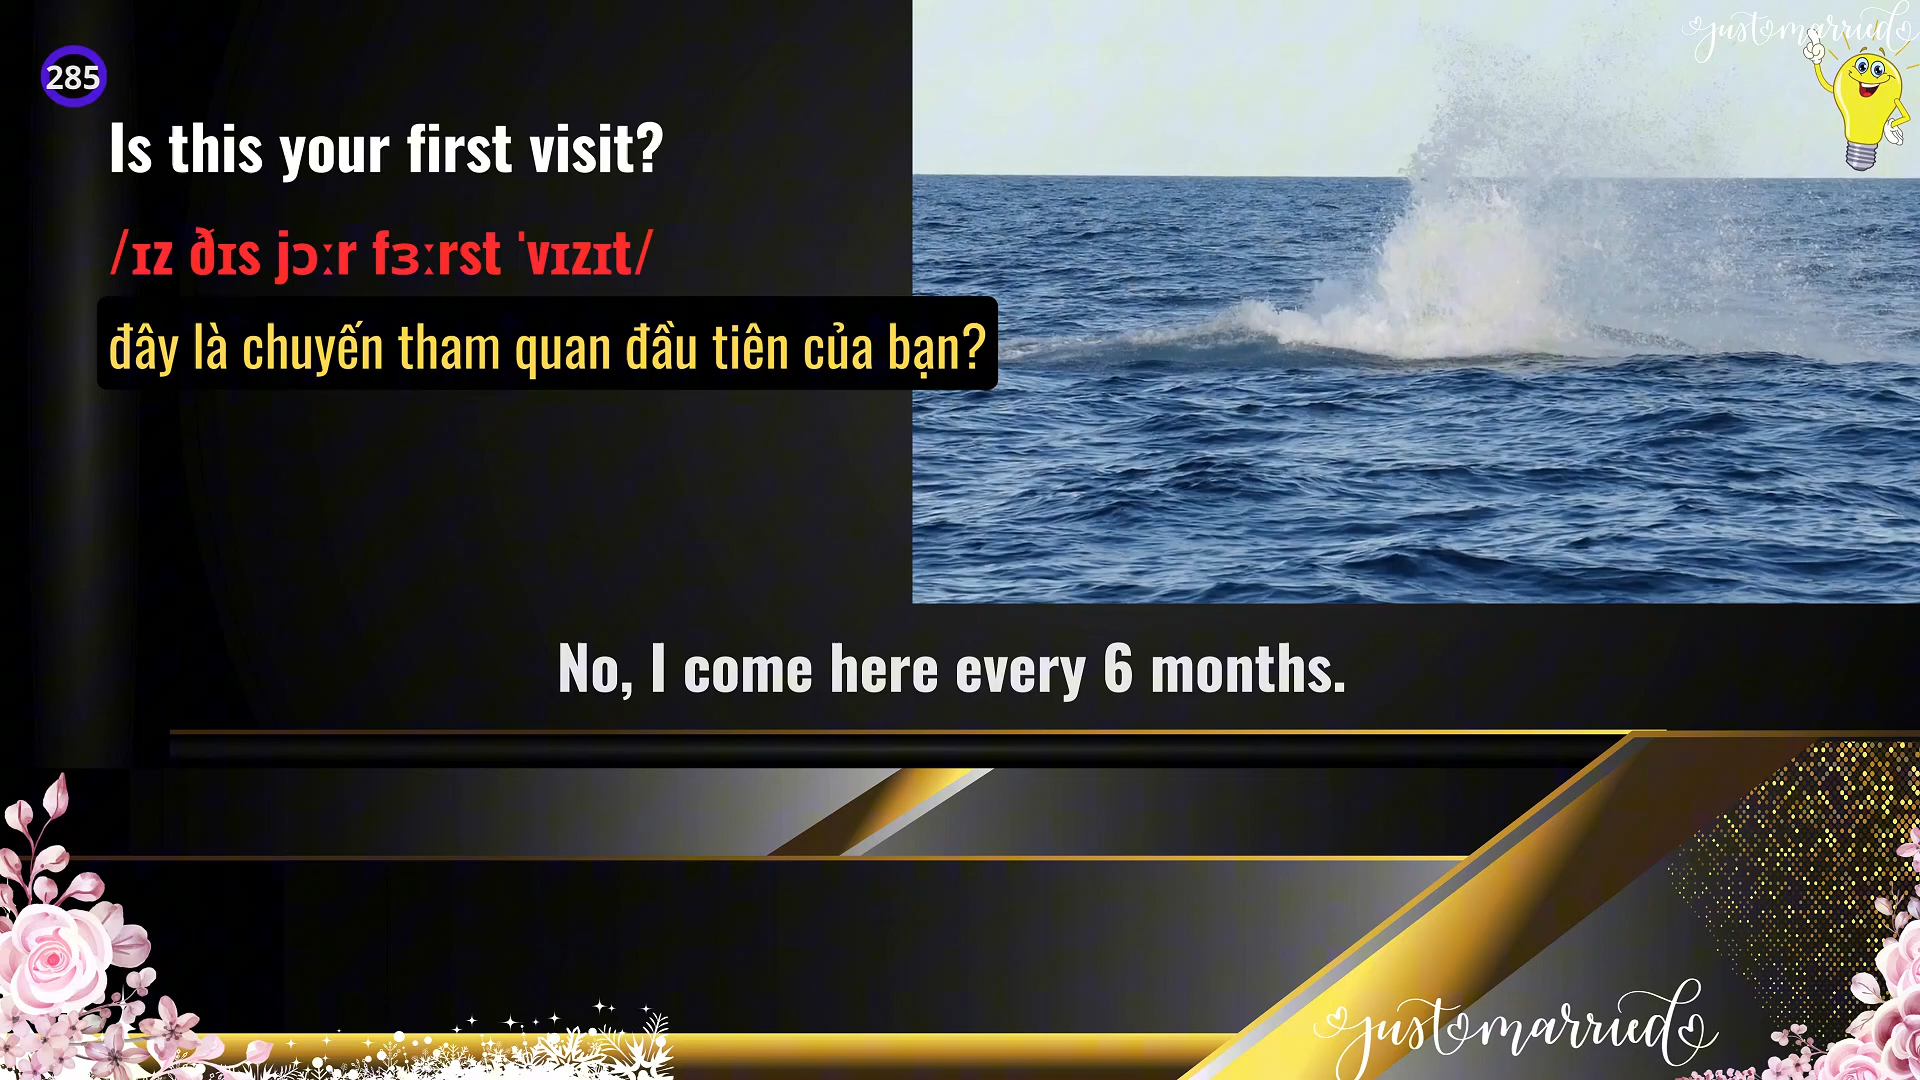 justmarried
285
Is this your first visit?
/ɪz ðɪs jɔːr fɜːrst ˈvɪzɪt/
đây là chuyến tham quan đầu tiên của bạn?
No, I come here every 6 months.
justmarried